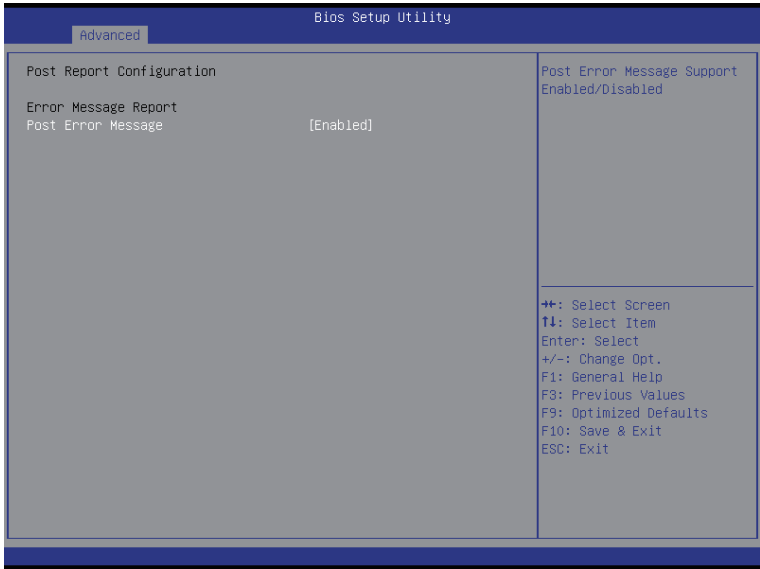 Bios Setup Utility
Advanced
Post Report Configuration
Error Message Report
Post Error Message [Enabled]
Post Error Message Support
Enabled/Disabled
→←: Select Screen
↑↓: Select Item
Enter: Select
+/-: Change Opt.
F1: General Help
F3: Previous Values
F9: Optimized Defaults
F10: Save & Exit
ESC: Exit